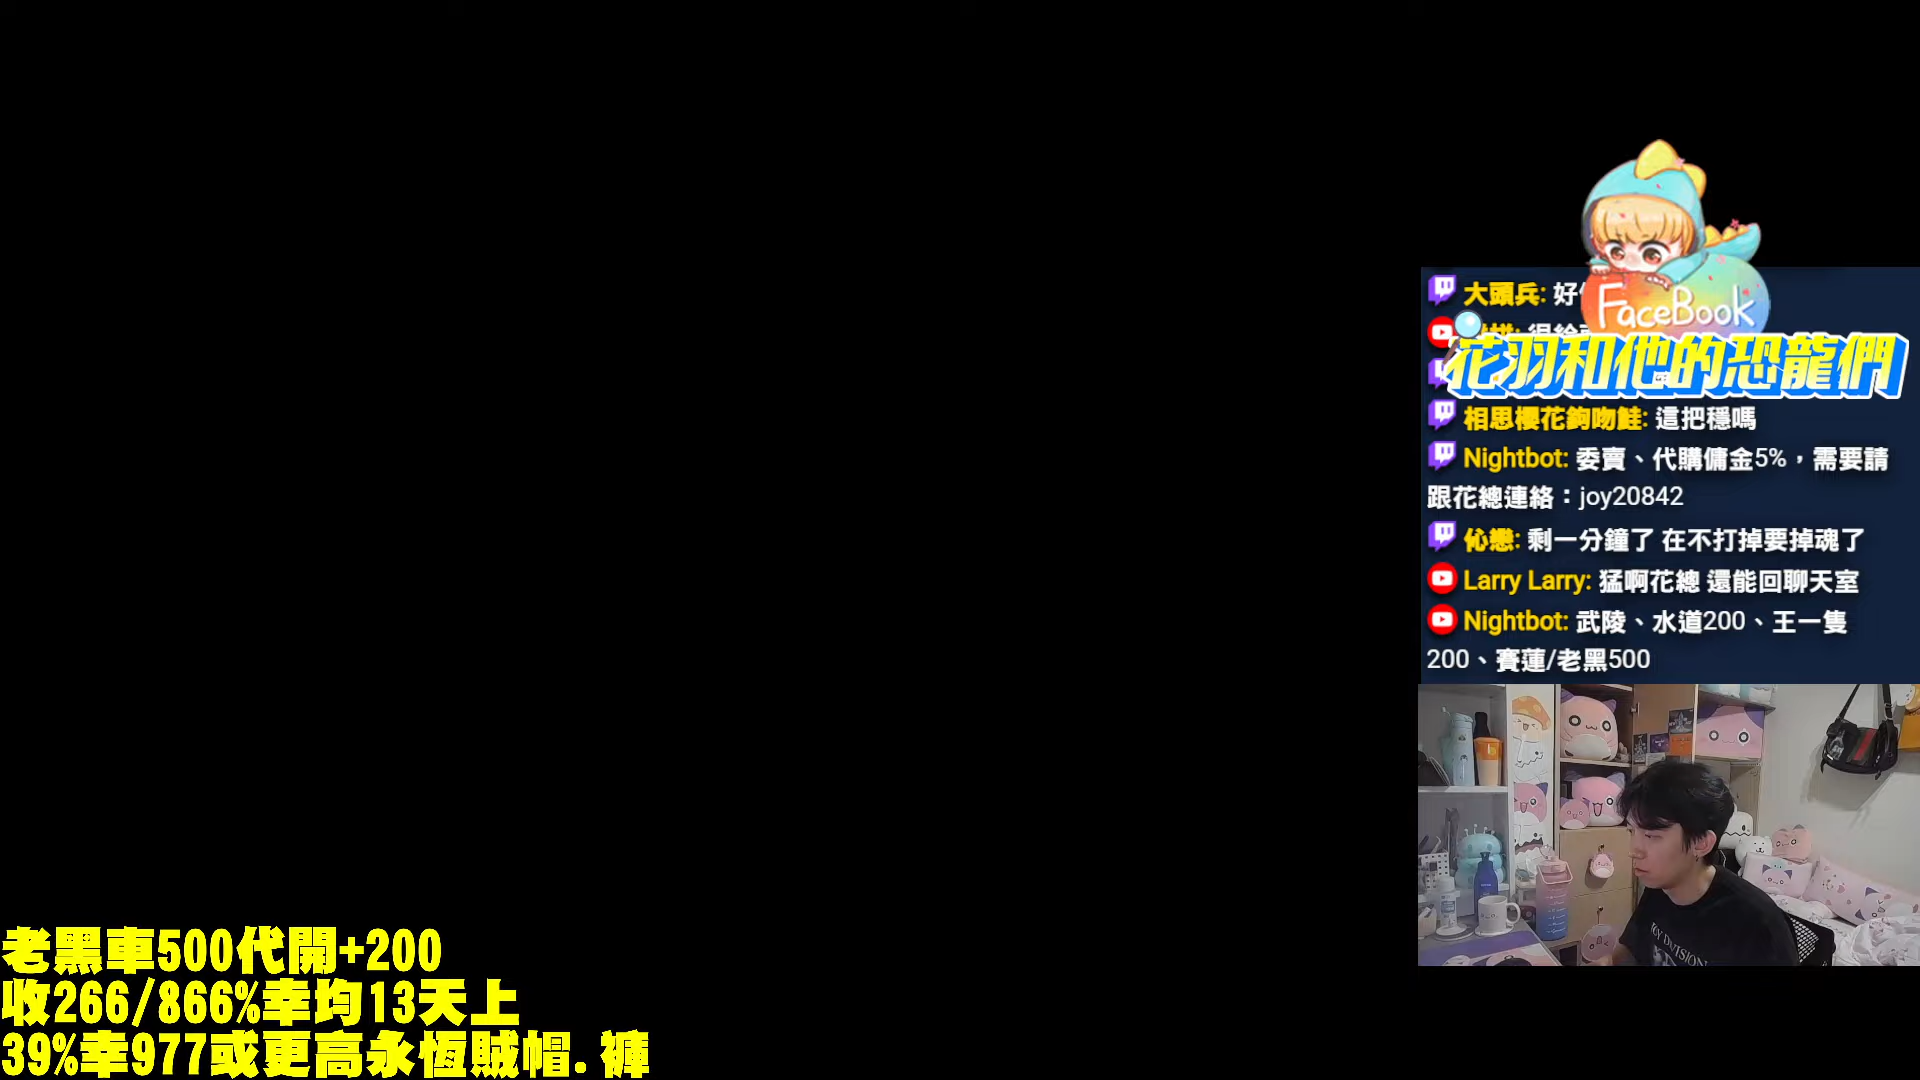 FaceBook
大頭兵: 好
花羽和他的恐龍們
相思櫻花鉤吻鮭: 這把穩嗎
Nightbot: 委賣、代購傭金5%，需要請
跟花總連絡：joy20842
伈戀: 剩一分鐘了 在不打掉要掉魂了
Larry Larry: 猛啊花總 還能回聊天室
Nightbot: 武陵、水道200、王一隻
200、賽蓮/老黑500
JOY DIVISION
老黑車500代開+200
收266/866%幸均13天上
39%幸977或更高永恆賊帽.褲